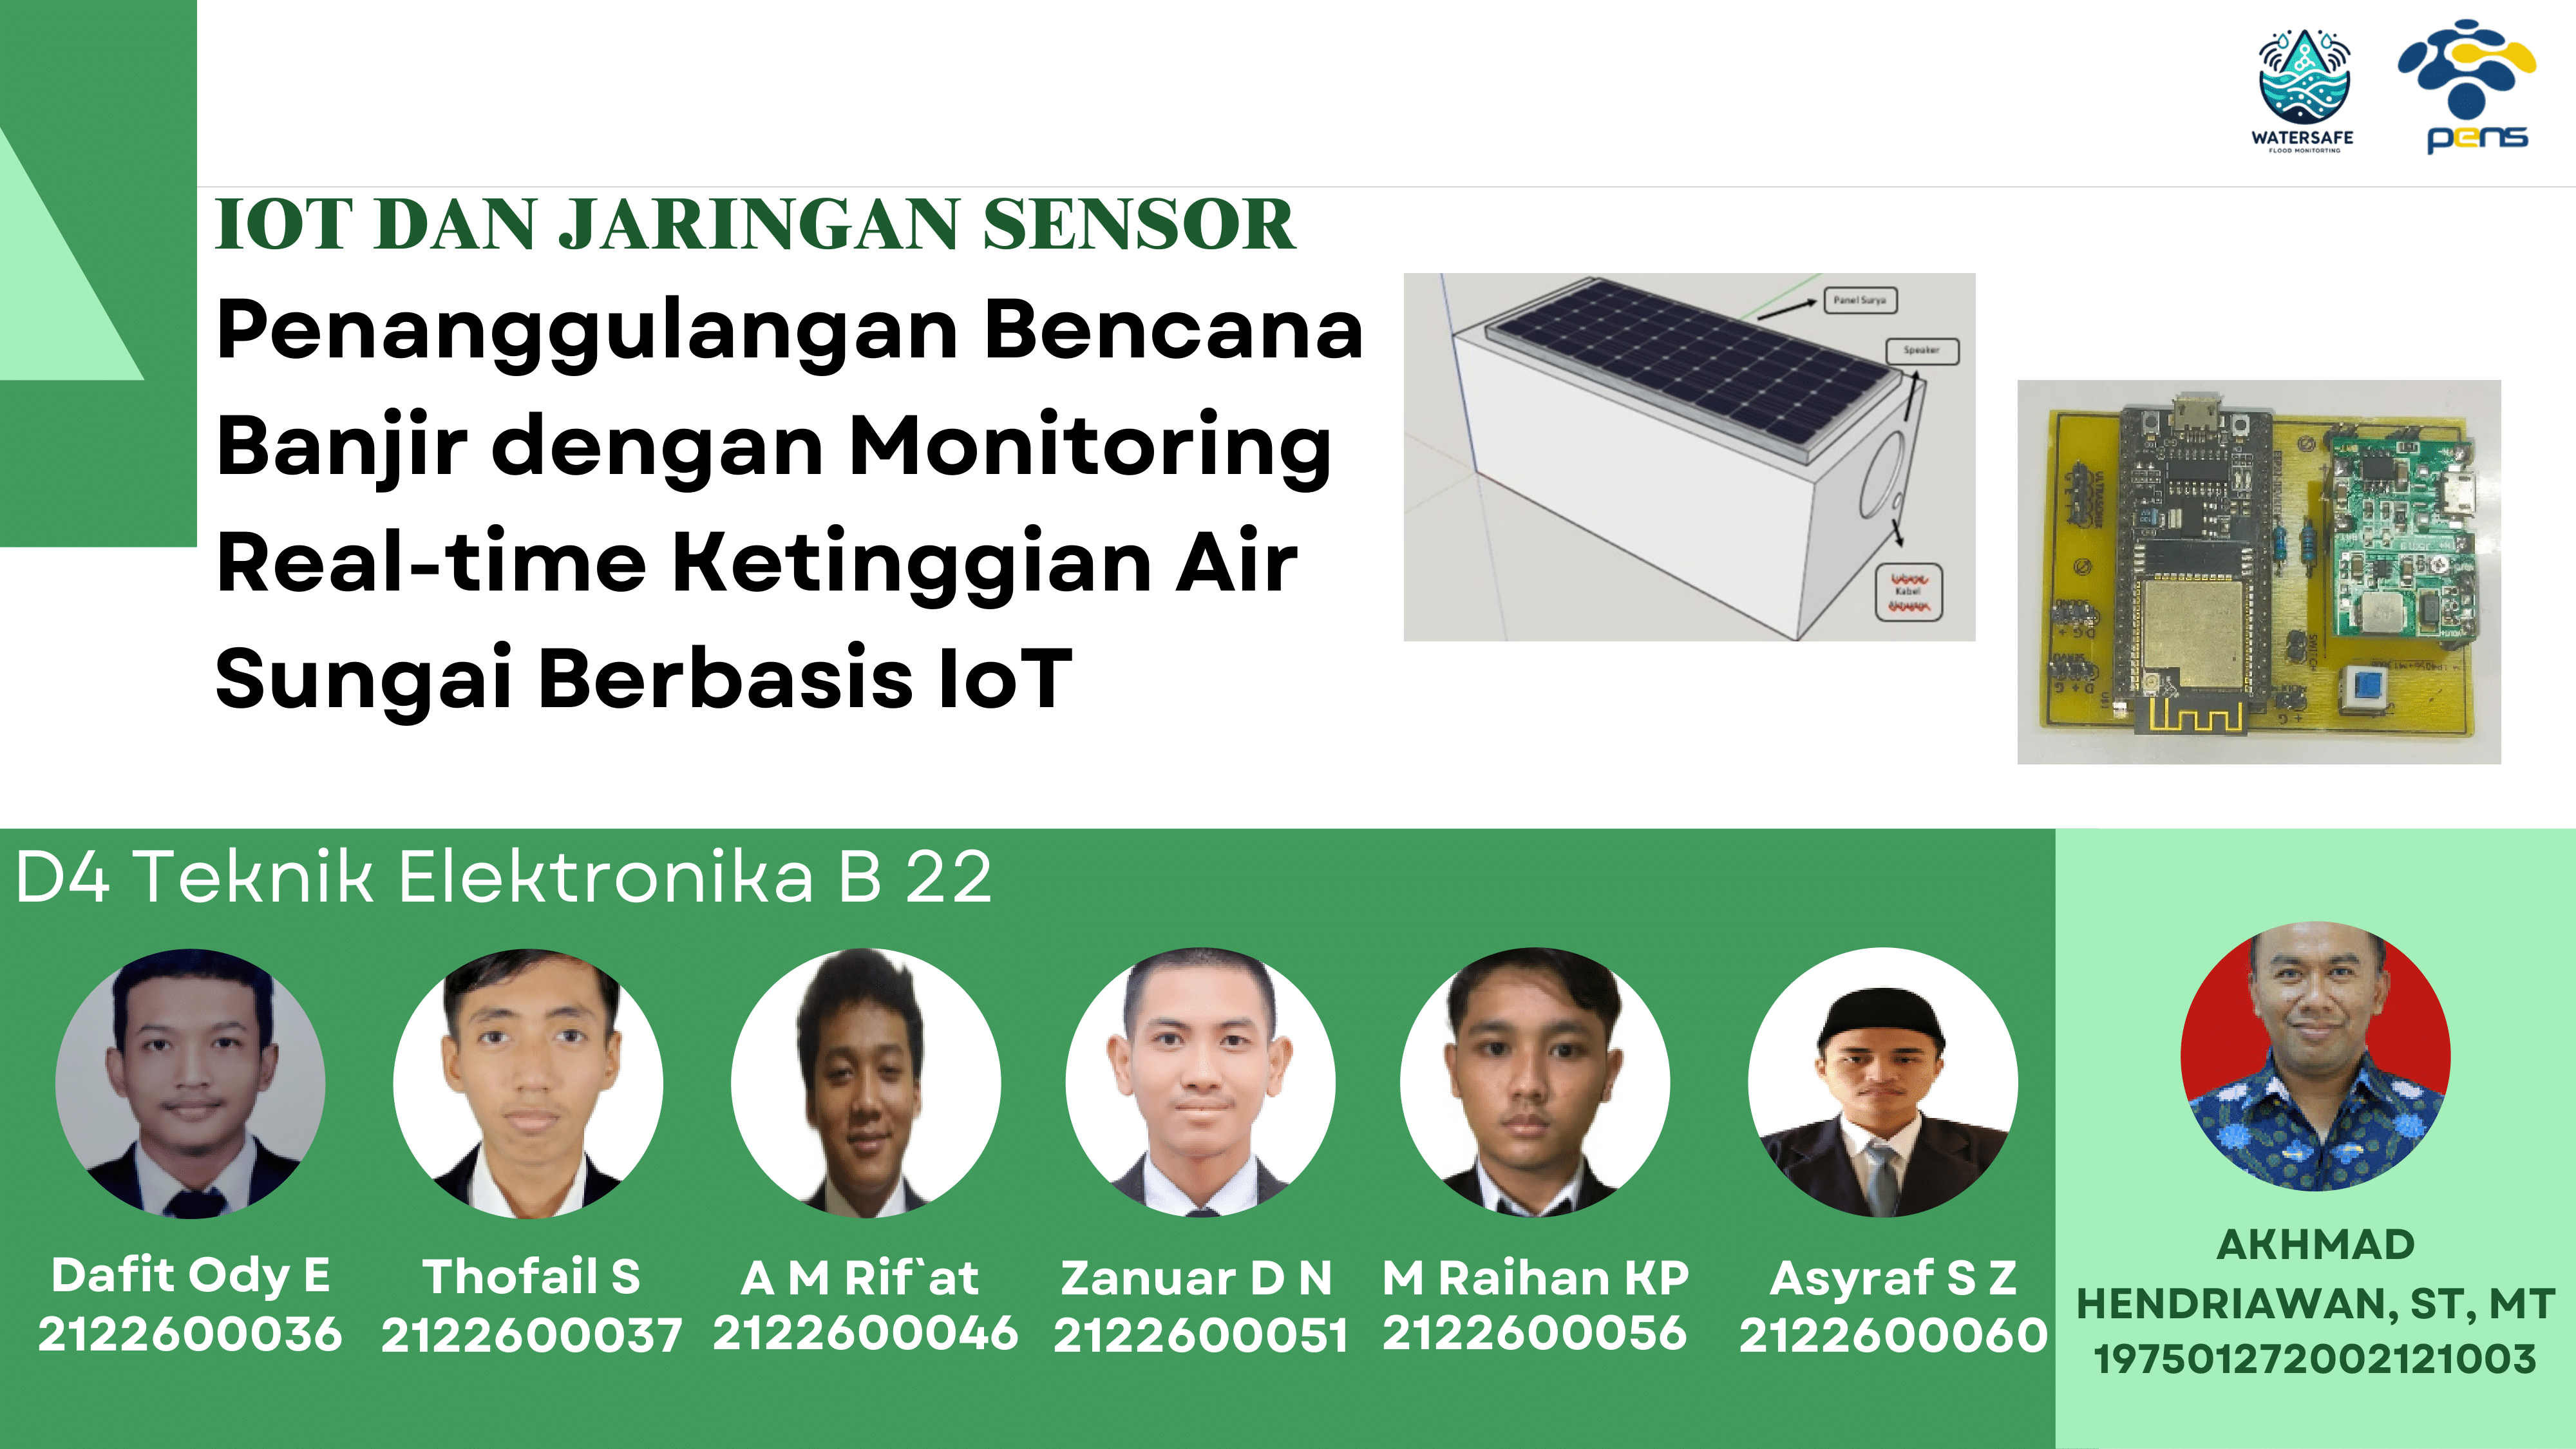 WATERSAFE
FLOOD MONITORTING
pens
IOT DAN JARINGAN SENSOR
Penanggulangan Bencana
Banjir dengan Monitoring
Real-time Ketinggian Air
Sungai Berbasis IoT
Panel Surya
Speaker
Kabel
SWITCH
D4 Teknik Elektronika B 22
Dafit Ody E
2122600036
Thofail S
2122600037
A M Rif`at
2122600046
Zanuar D N
2122600051
M Raihan KP
2122600056
Asyraf S Z
2122600060
AKHMAD
HENDRIAWAN, ST, MT
197501272002121003